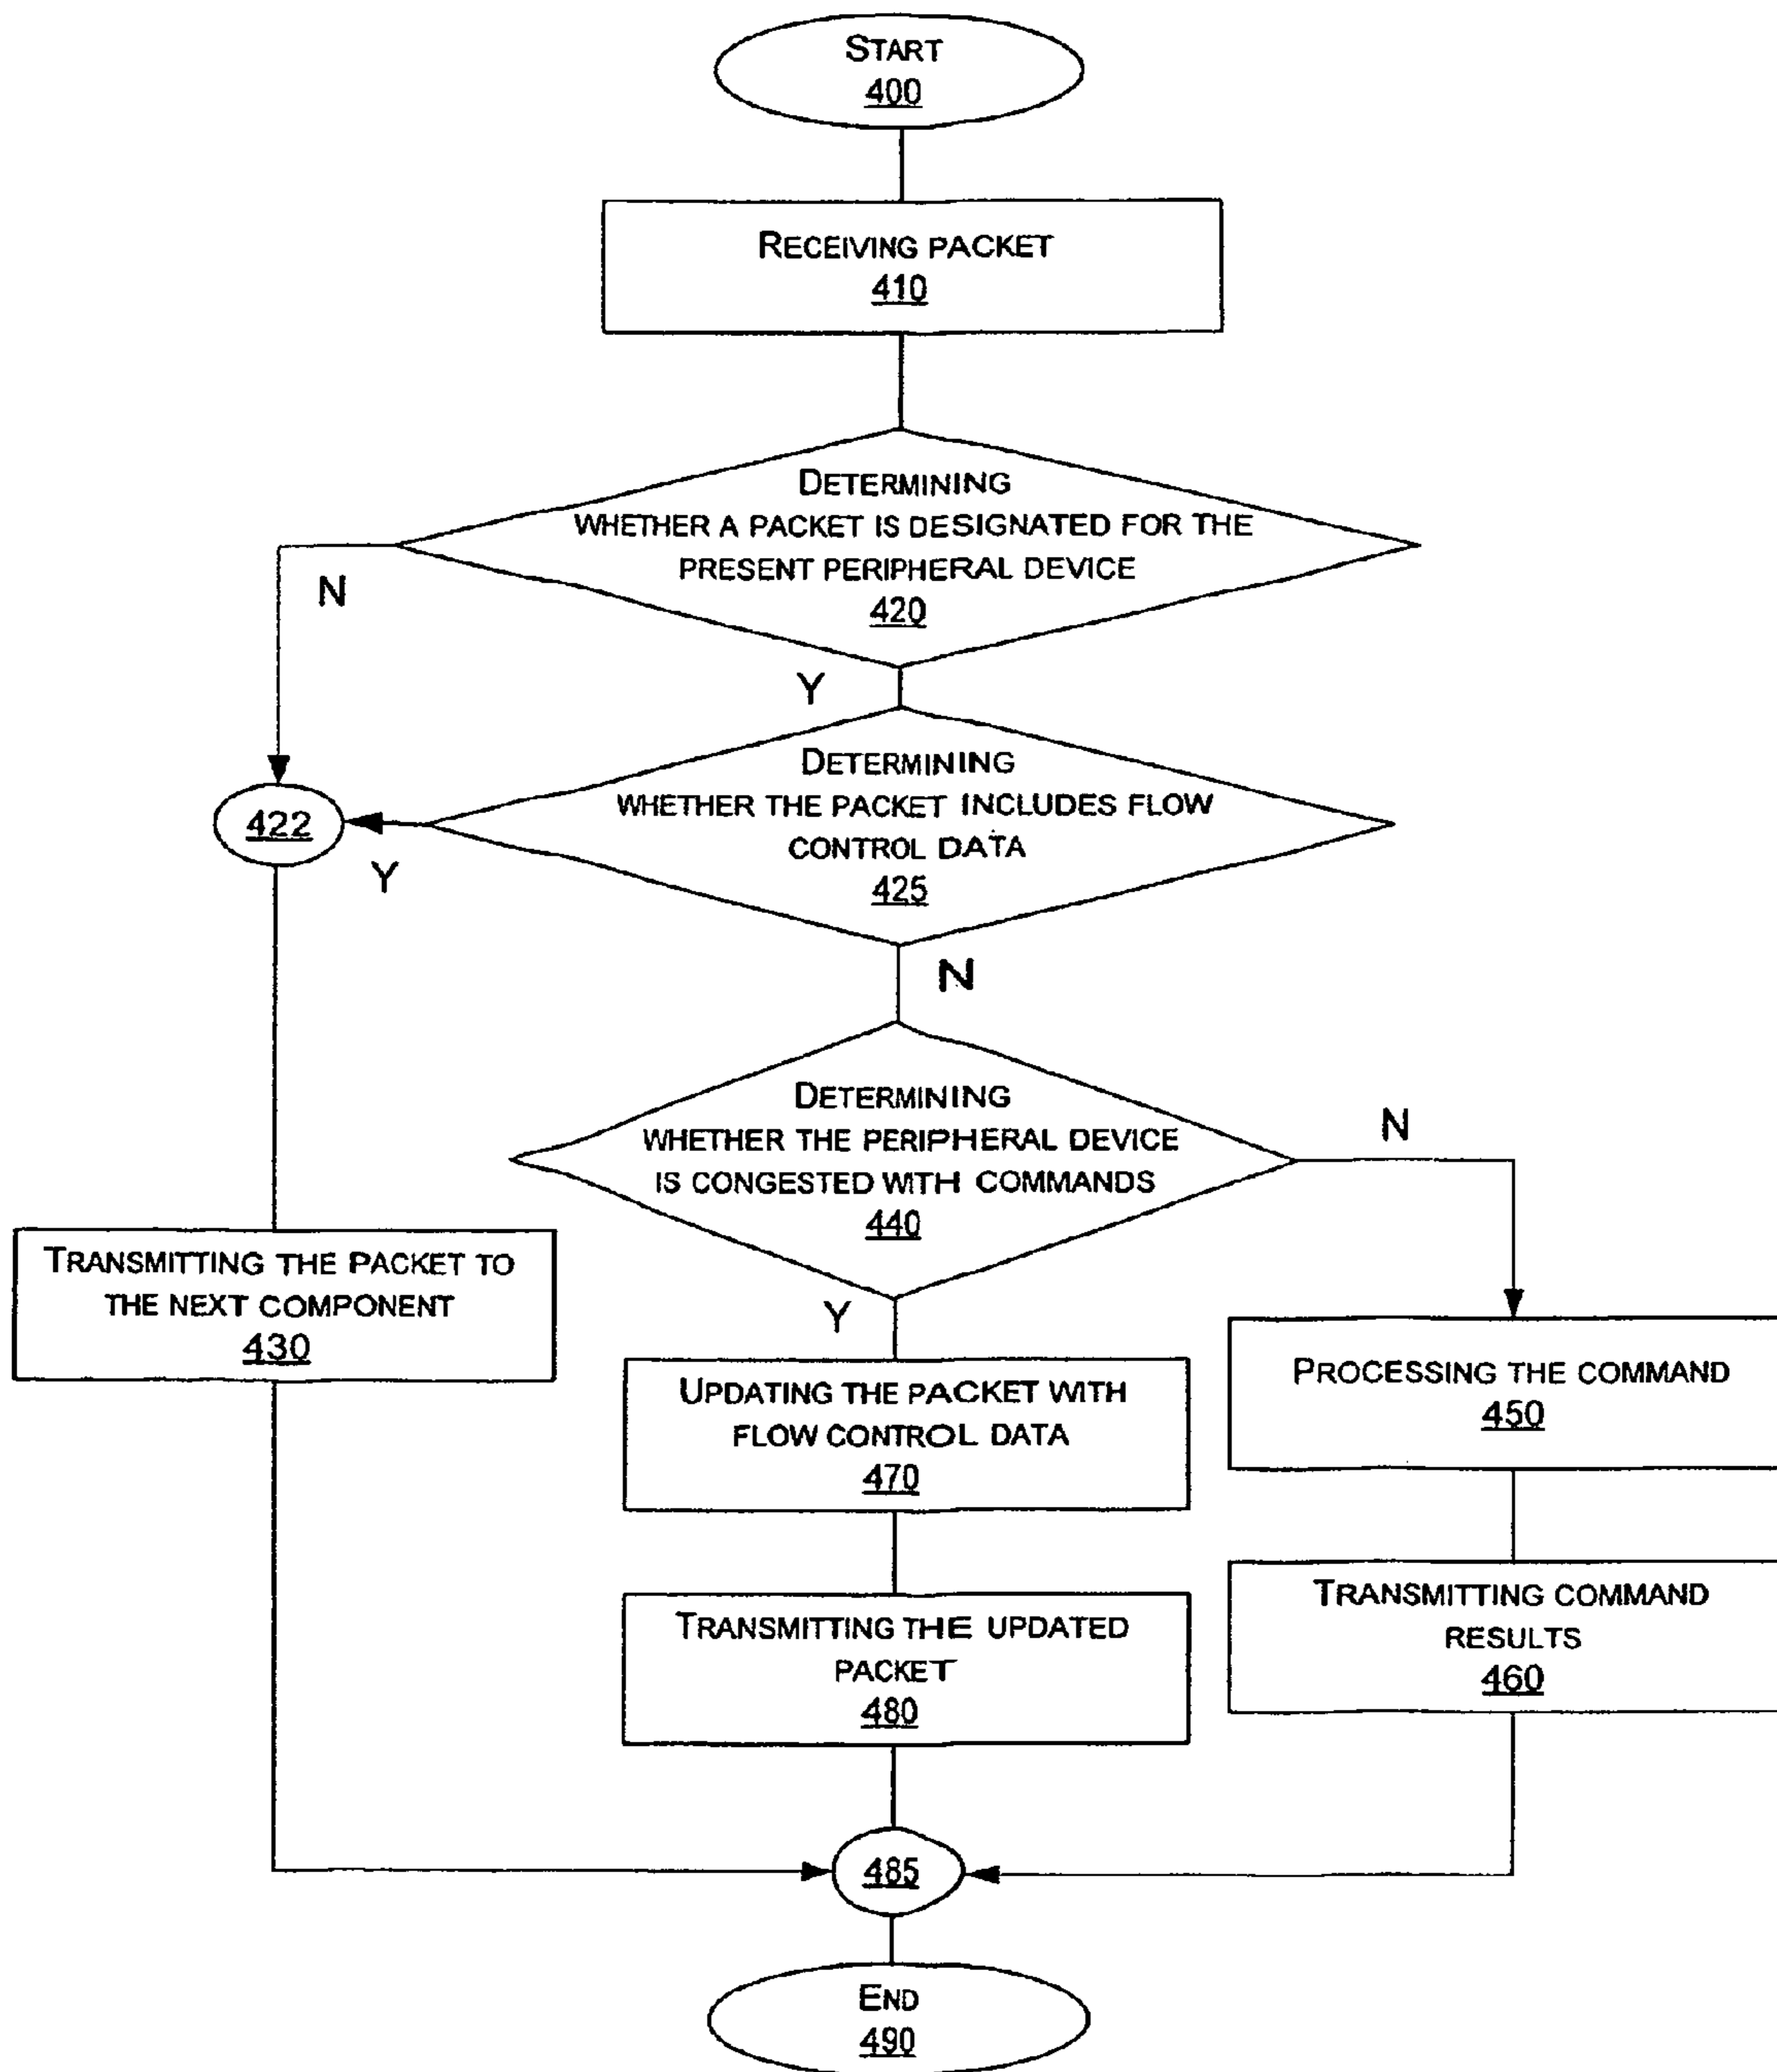 START
400
RECEIVING PACKET
410
DETERMINING
WHETHER A PACKET IS DESIGNATED FOR THE
PRESENT PERIPHERAL DEVICE
420
N
Y
DETERMINING
WHETHER THE PACKET INCLUDES FLOW
CONTROL DATA
425
422
Y
N
DETERMINING
WHETHER THE PERIPHERAL DEVICE
IS CONGESTED WITH COMMANDS
440
N
Y
TRANSMITTING THE PACKET TO
THE NEXT COMPONENT
430
UPDATING THE PACKET WITH
FLOW CONTROL DATA
470
PROCESSING THE COMMAND
450
TRANSMITTING THE UPDATED
PACKET
480
TRANSMITTING COMMAND
RESULTS
460
485
END
490